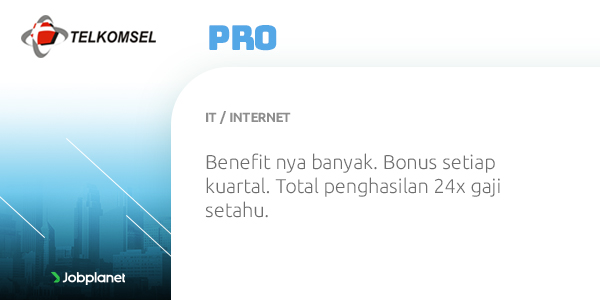 TELKOMSEL
PRO
IT / INTERNET
Benefit nya banyak. Bonus setiap
kuartal. Total penghasilan 24x gaji
setahu.
Jobplanet